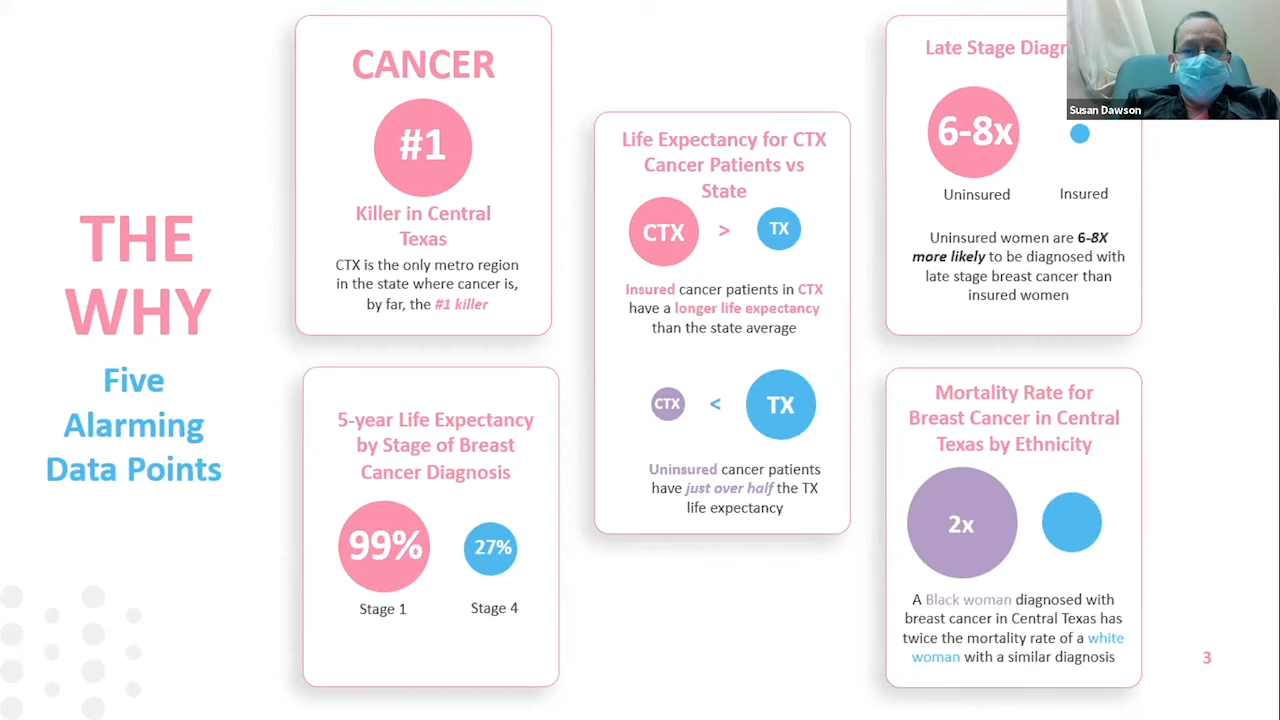 THE
WHY
Five
Alarming
Data Points
CANCER
#1
Killer in Central
Texas
CTX is the only metro region
in the state where cancer is,
by far, the #1 killer
5-year Life Expectancy
by Stage of Breast
Cancer Diagnosis
99%
27%
Stage 1
Stage 4
Life Expectancy for CTX
Cancer Patients vs
State
CTX > TX
Insured cancer patients in CTX
have a longer life expectancy
than the state average
CTX < TX
Uninsured cancer patients
have just over half the TX
life expectancy
Late Stage
Susan Dawson
6-8x
Uninsured
Insured
Uninsured women are 6-8X
more likely to be diagnosed with
late stage breast cancer than
insured women
Mortality Rate for
Breast Cancer in Central
Texas by Ethnicity
2x
A Black woman diagnosed with
breast cancer in Central Texas has
twice the mortality rate of a white
woman with a similar diagnosis
3